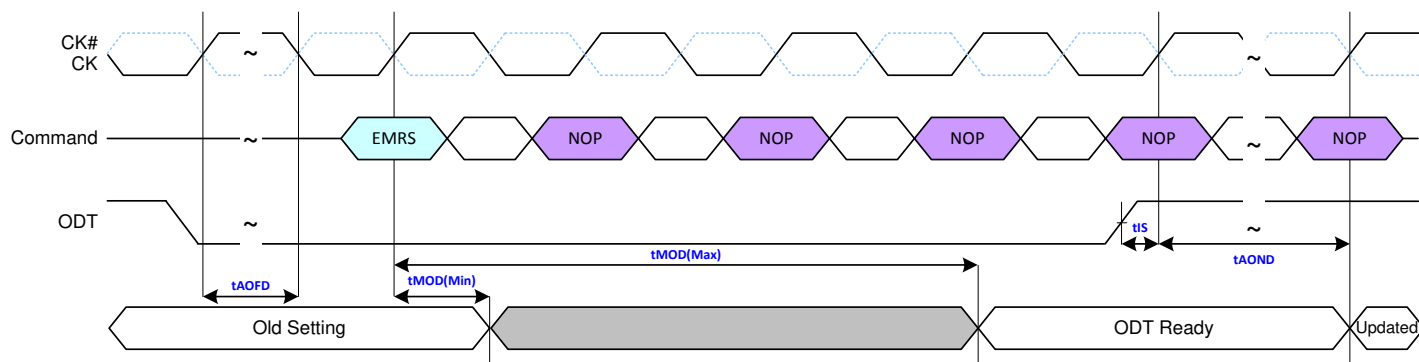 CK#
CK
~ ~
Command ~ EMRS NOP NOP NOP NOP ~ NOP
ODT ~ tIS ~
tMOD(Max) tAOND
tAOFD tMOD(Min)
Old Setting ODT Ready Updated